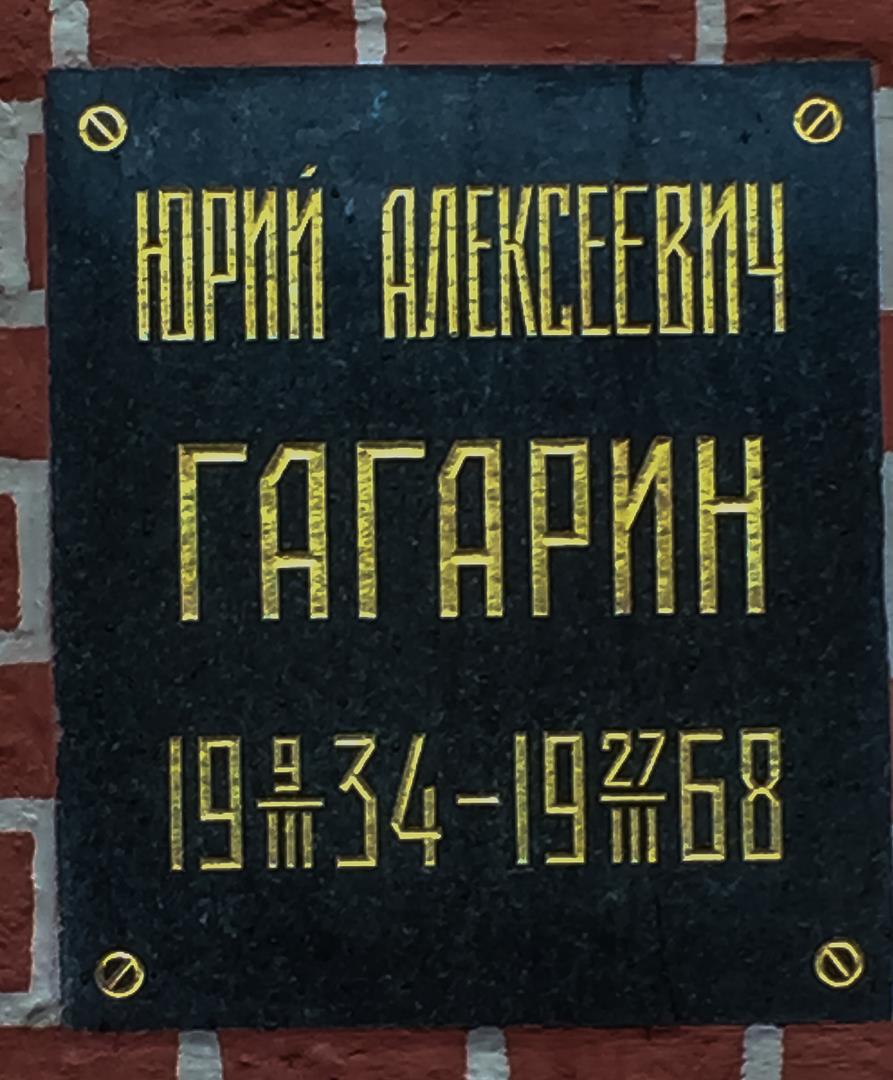 ЮРИЙ АЛЕКСЕЕВИЧ
ГАГАРИН
19 9/III 34-19 27/III 68